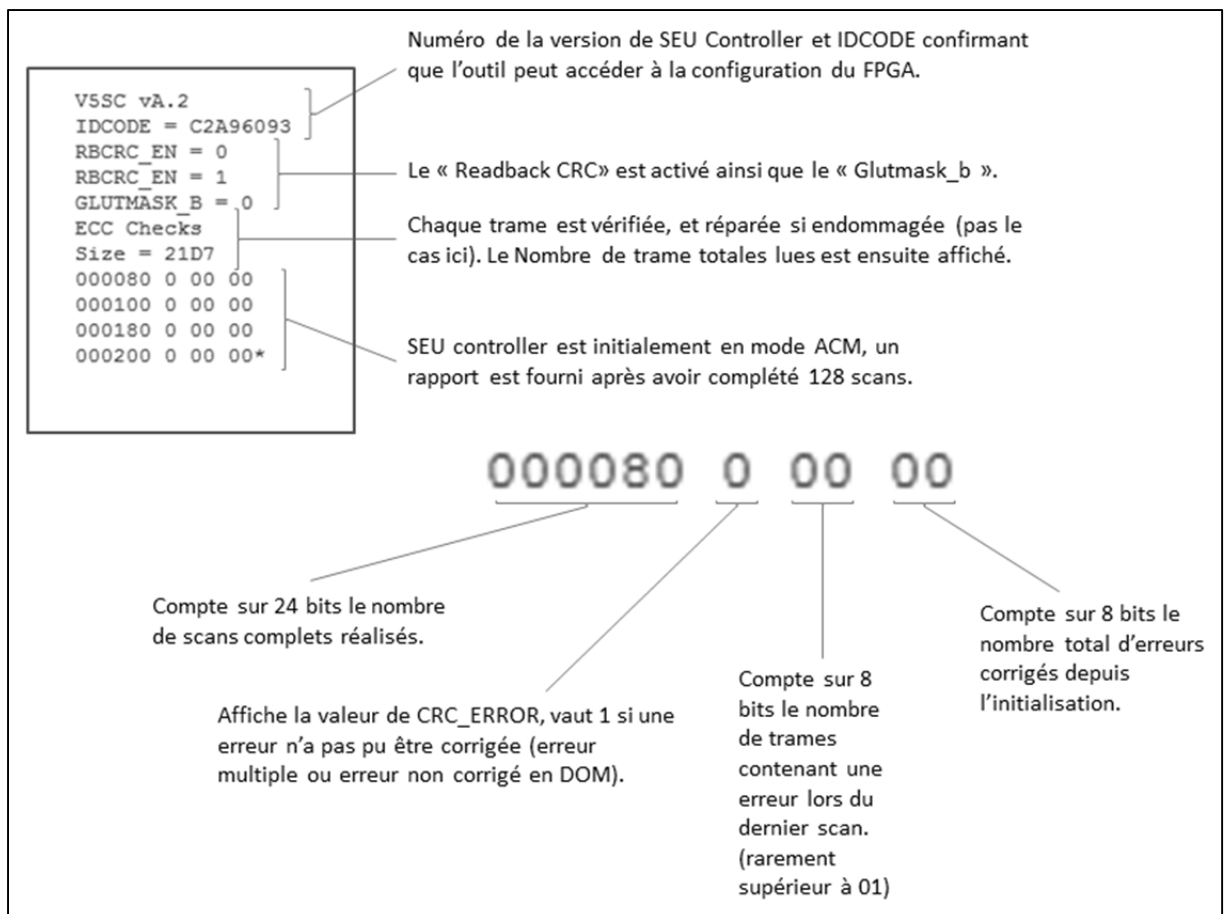 Numéro de la version de SEU Controller et IDCODE confirmant
que l'outil peut accéder à la configuration du FPGA.
V5SC vA.2
IDCODE = C2A96093
RBCRC_EN = 0
RBCRC_EN = 1
GLUTMASK_B = 0
ECC Checks
Size = 21D7
000080 0 00 00
000100 0 00 00
000180 0 00 00
000200 0 00 00*
Le « Readback CRC» est activé ainsi que le « Glutmask_b ».
Chaque trame est vérifiée, et réparée si endommagée (pas le
cas ici). Le Nombre de trame totales lues est ensuite affiché.
SEU controller est initialement en mode ACM, un
rapport est fourni après avoir complété 128 scans.
000080 0 00 00
Compte sur 24 bits le nombre
de scans complets réalisés.
Affiche la valeur de CRC_ERROR, vaut 1 si une
erreur n'a pas pu être corrigée (erreur
multiple ou erreur non corrigé en DOM).
Compte sur 8
bits le nombre
de trames
contenant une
erreur lors du
dernier scan.
(rarement
supérieur à 01)
Compte sur 8 bits le
nombre total d'erreurs
corrigés depuis
l'initialisation.